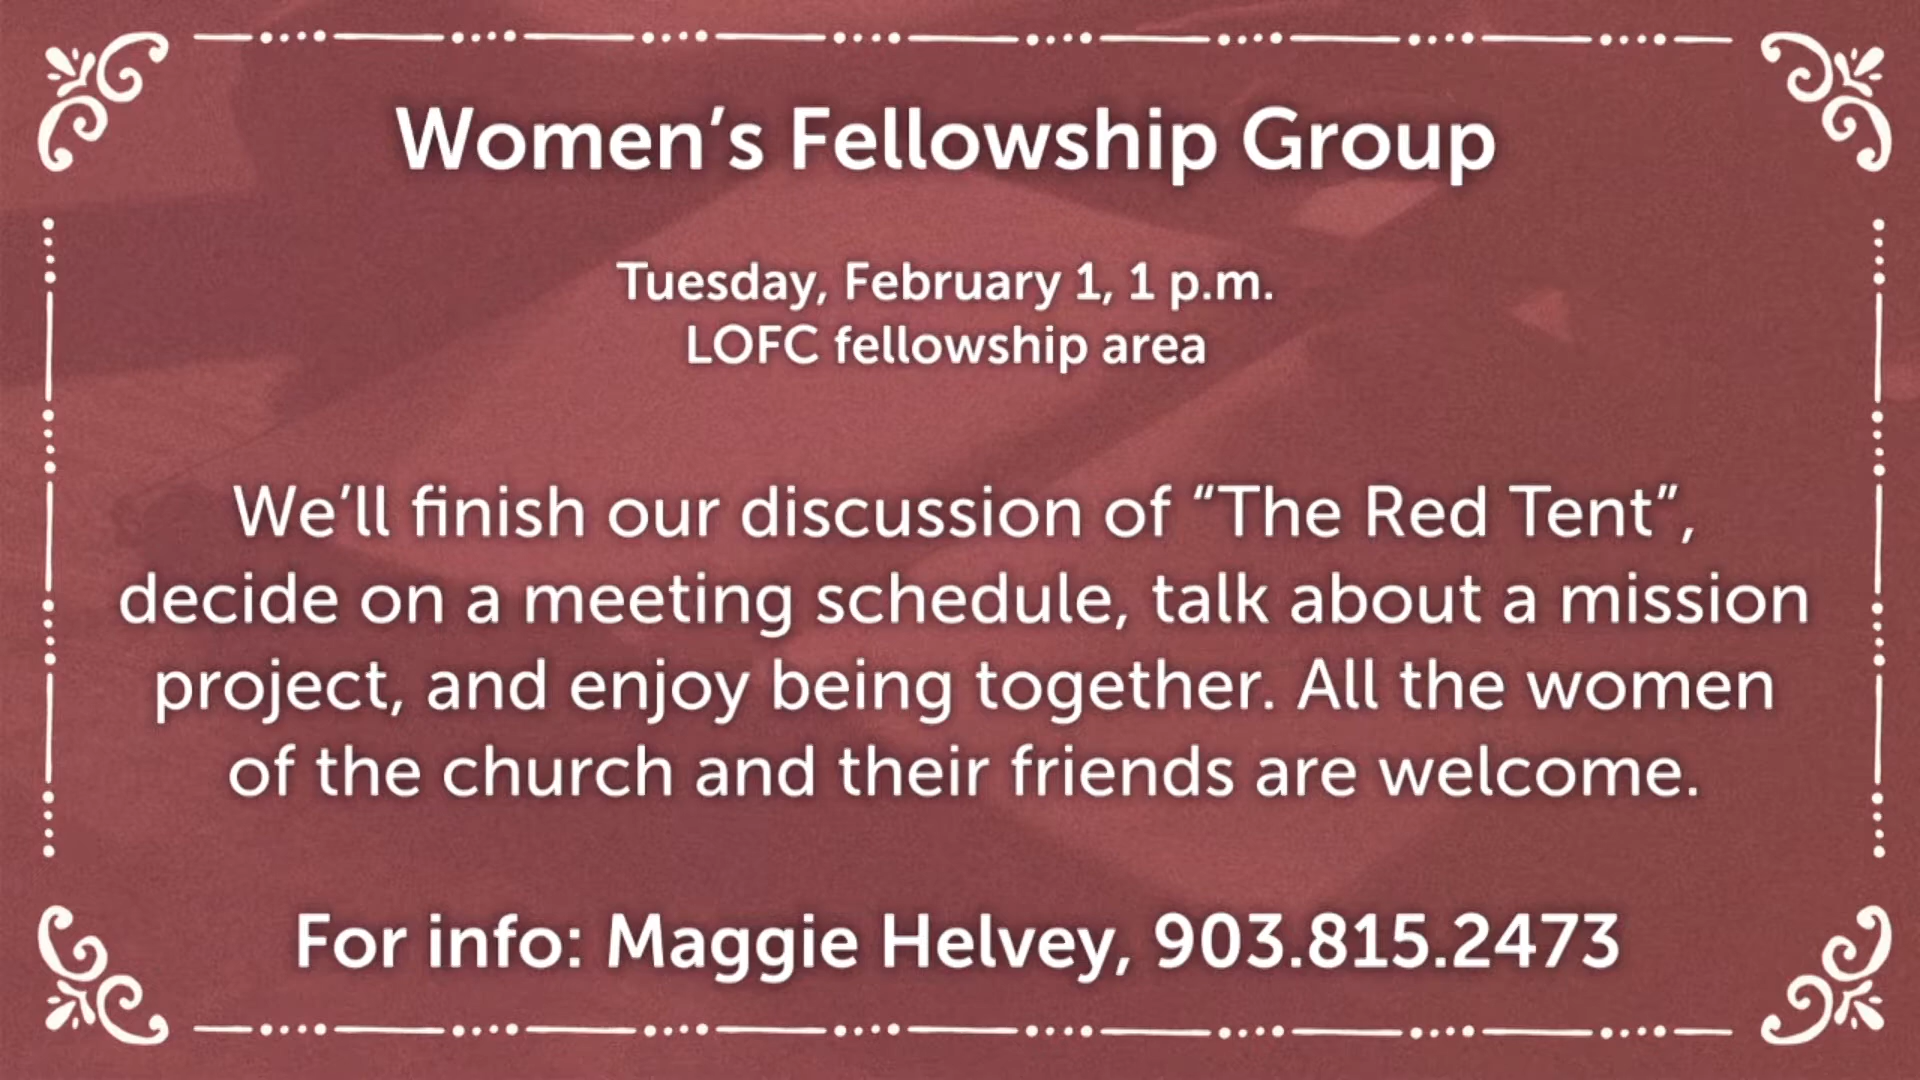 Women’s Fellowship Group
Tuesday, February 1, 1 p.m.
LOFC fellowship area
We’ll finish our discussion of “The Red Tent”,
decide on a meeting schedule, talk about a mission
project, and enjoy being together. All the women
of the church and their friends are welcome.
For info: Maggie Helvey, 903.815.2473